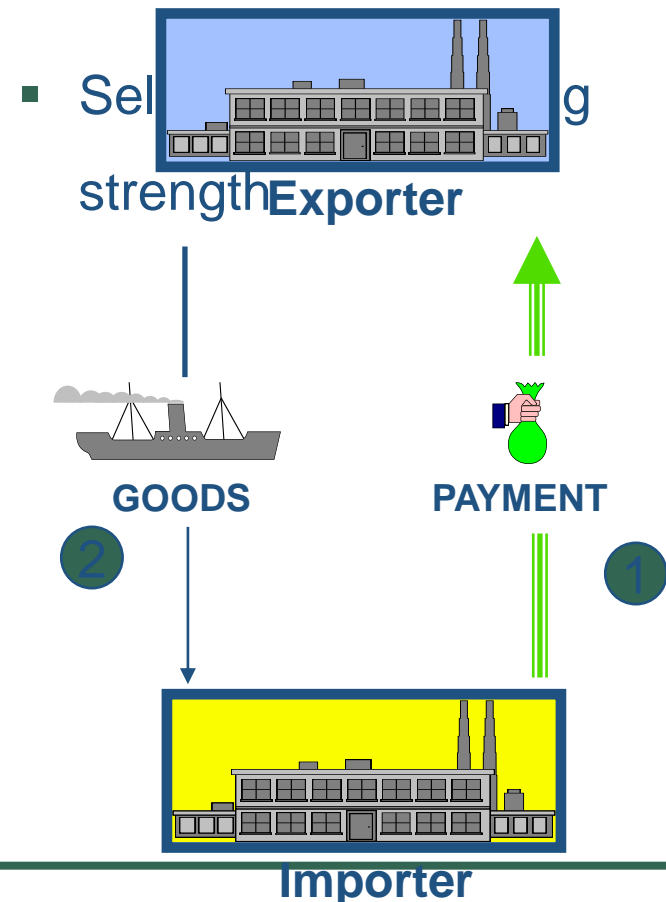 ▪ Sel g
strength
Exporter
GOODS
PAYMENT
2
1
Importer